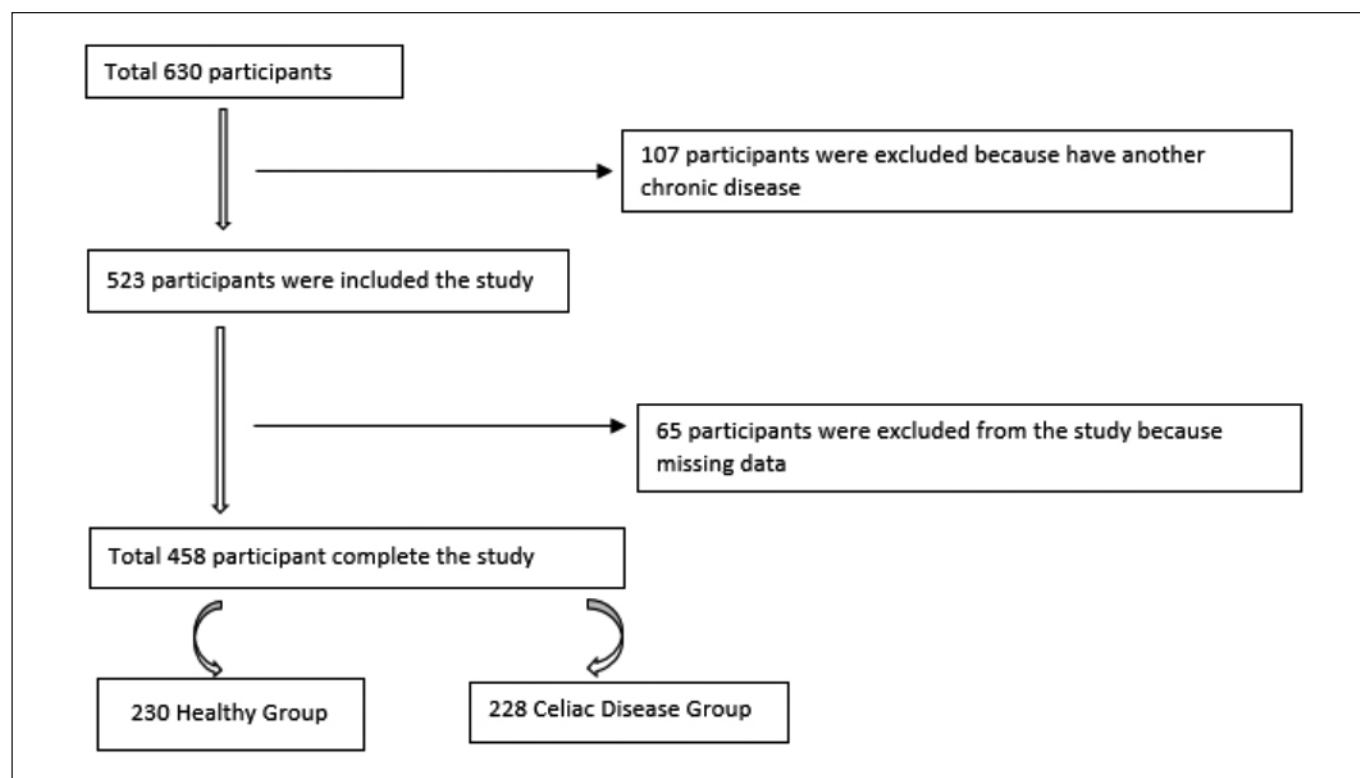 Total 630 participants
107 participants were excluded because have another
chronic disease
523 participants were included the study
65 participants were excluded from the study because
missing data
Total 458 participant complete the study
230 Healthy Group
228 Celiac Disease Group